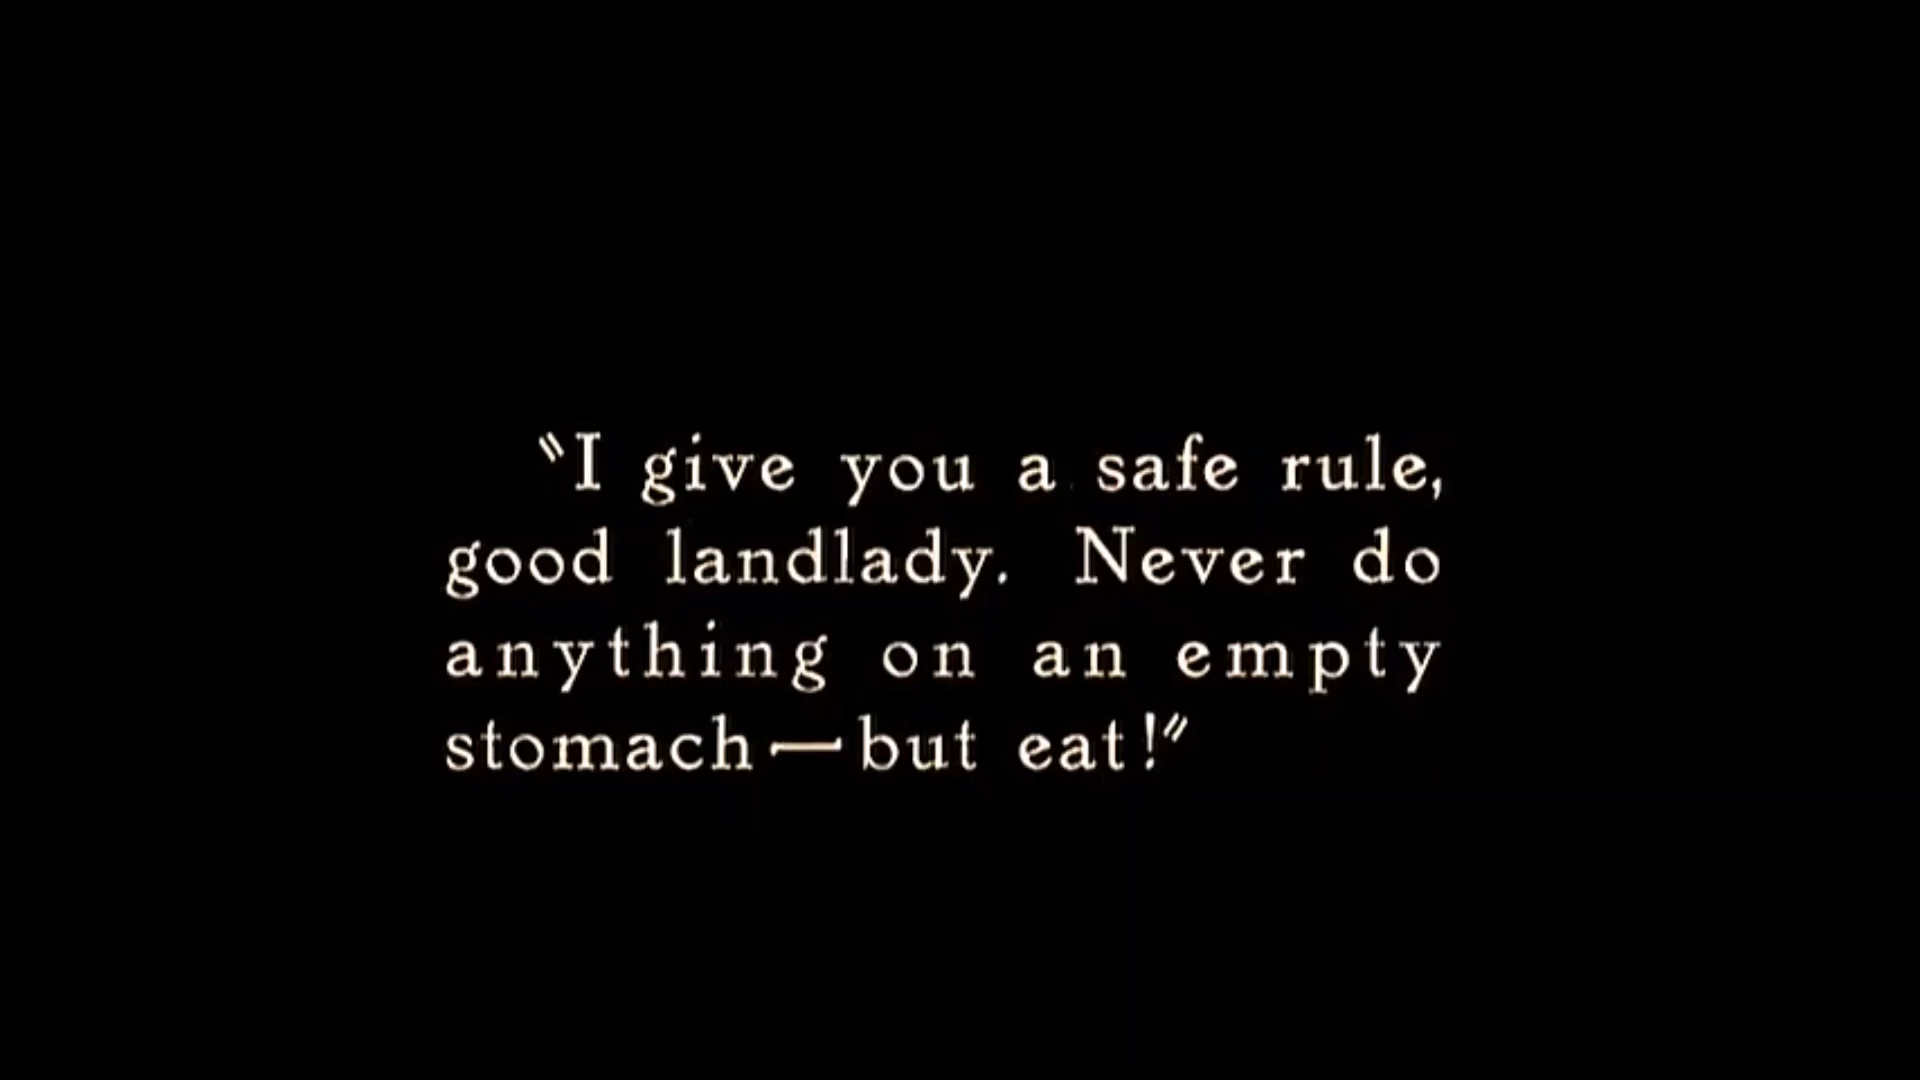 "I give you a safe rule,
good landlady. Never do
anything on an empty
stomach—but eat!"